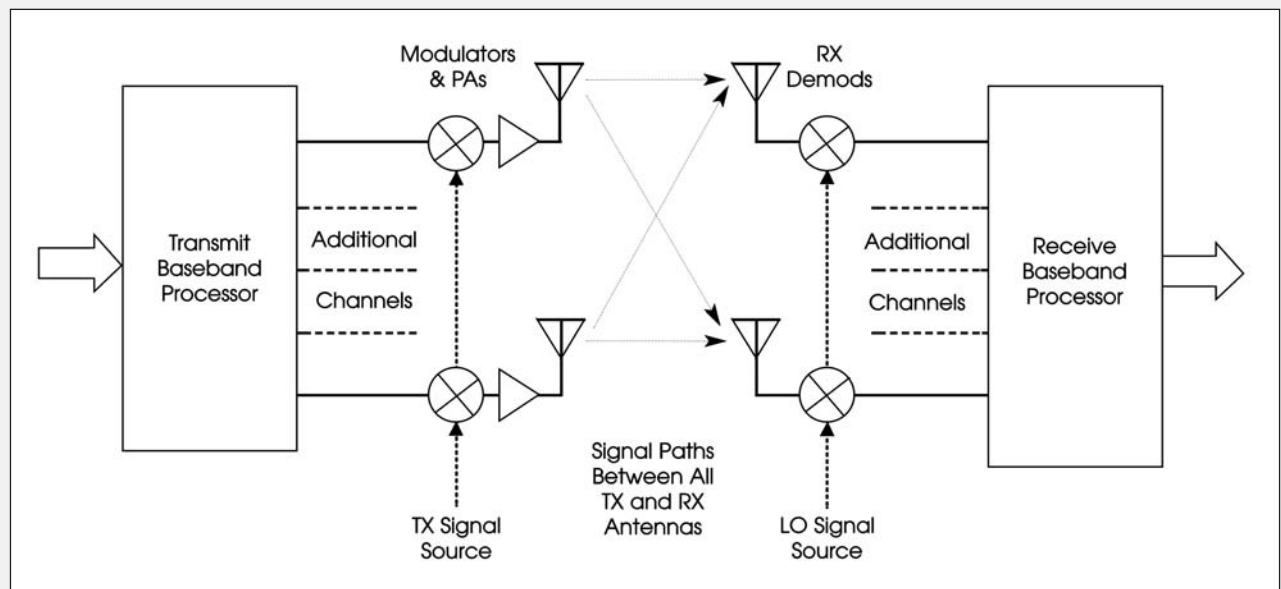 Modulators
& PAs
RX
Demods
Transmit
Baseband
Processor
Additional
Channels
Additional
Channels
Receive
Baseband
Processor
Signal Paths
Between All
TX and RX
Antennas
TX Signal
Source
LO Signal
Source